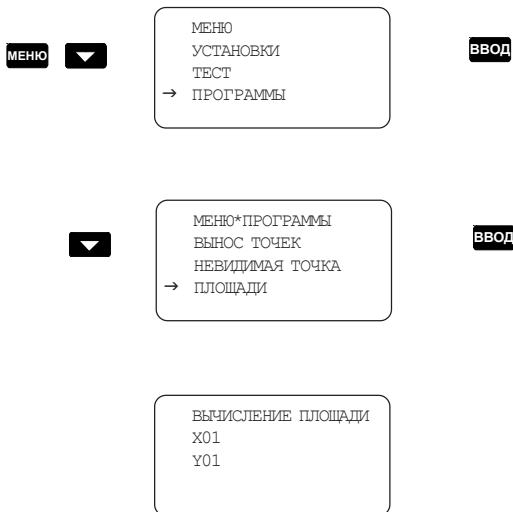 МЕНЮ
УСТАНОВКИ
МЕНЮ
ВВОД
ТЕСТ
→ ПРОГРАММЫ
МЕНЮ*ПРОГРАММЫ
ВЫНОС ТОЧЕК
ВВОД
НЕВИДИМАЯ ТОЧКА
→ ПЛОЩАДИ
ВЫЧИСЛЕНИЕ ПЛОЩАДИ
X01
Y01